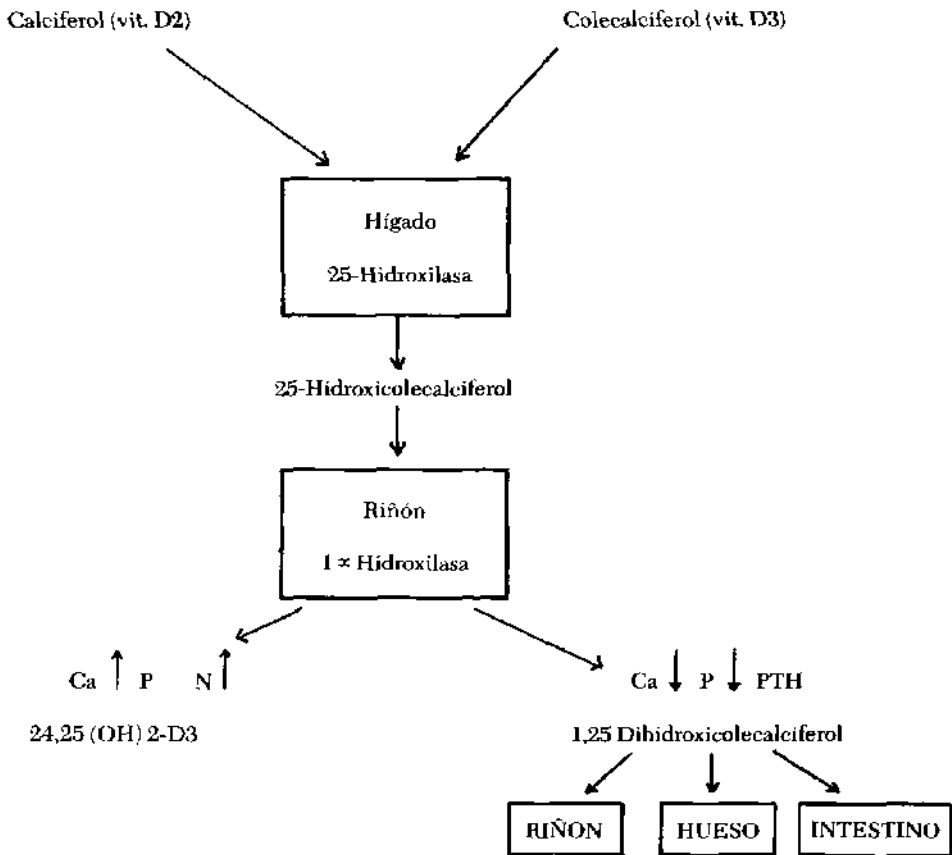 Calciferol (vit. D2)
Colecalciferol (vit. D3)
Hígado
25-Hidroxilasa
25-Hidroxicolecalciferol
Riñón
1 ∝ Hidroxilasa
Ca ↑ P N ↑
Ca ↓ P ↓ PTH
24,25 (OH) 2-D3
1,25 Dihidroxicolecalciferol
RIÑON
HUESO
INTESTINO